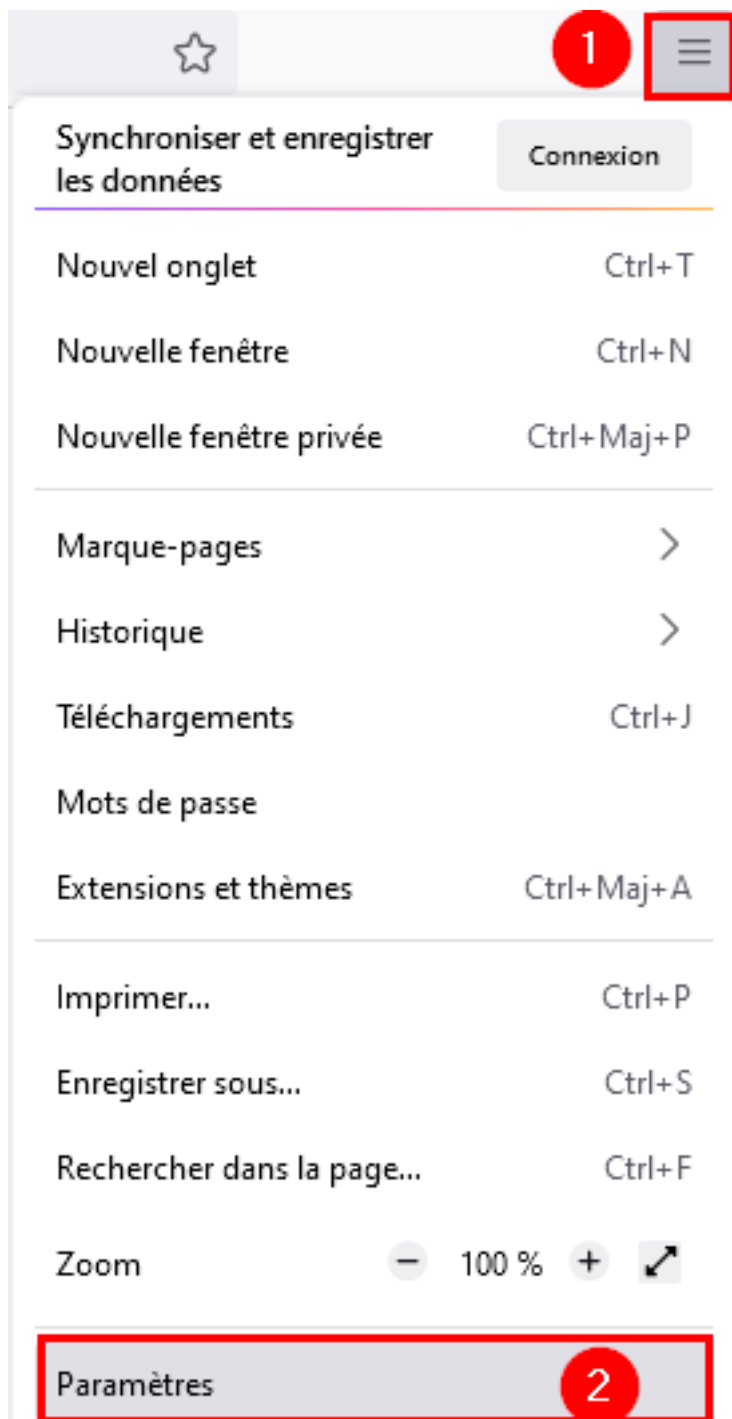 1
Synchroniser et enregistrer
les données
Connexion
Nouvel onglet Ctrl+T
Nouvelle fenêtre Ctrl+N
Nouvelle fenêtre privée Ctrl+Maj+P
Marque-pages
Historique
Téléchargements Ctrl+J
Mots de passe
Extensions et thèmes Ctrl+Maj+A
Imprimer... Ctrl+P
Enregistrer sous... Ctrl+S
Rechercher dans la page... Ctrl+F
Zoom − 100 % +
Paramètres 2